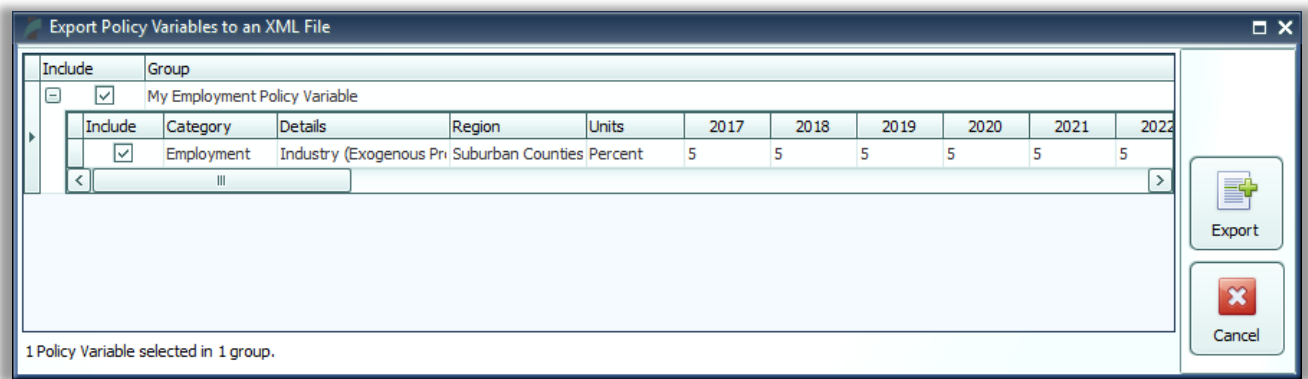 Export Policy Variables to an XML File
Include Group
My Employment Policy Variable
Include Category Details Region Units 2017 2018 2019 2020 2021 2022
Employment Industry (Exogenous Pr Suburban Counties Percent 5 5 5 5 5 5
Export
Cancel
1 Policy Variable selected in 1 group.